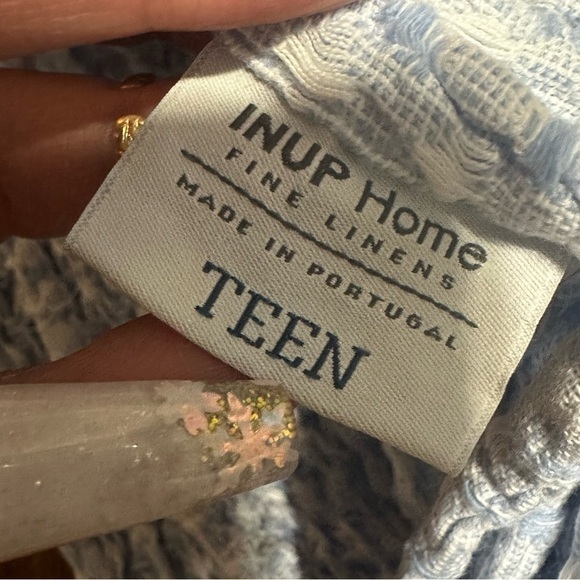 INUP Home
FINE LINENS
MADE IN PORTUGAL
TEEN